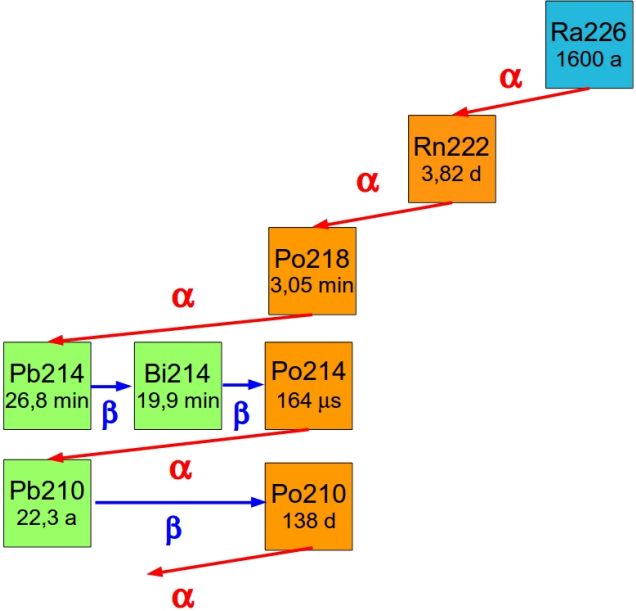 Ra226
1600 a
α
Rn222
3,82 d
α
Po218
3,05 min
α
Pb214
26,8 min
β
Bi214
19,9 min
β
Po214
164 μs
α
Pb210
22,3 a
β
Po210
138 d
α